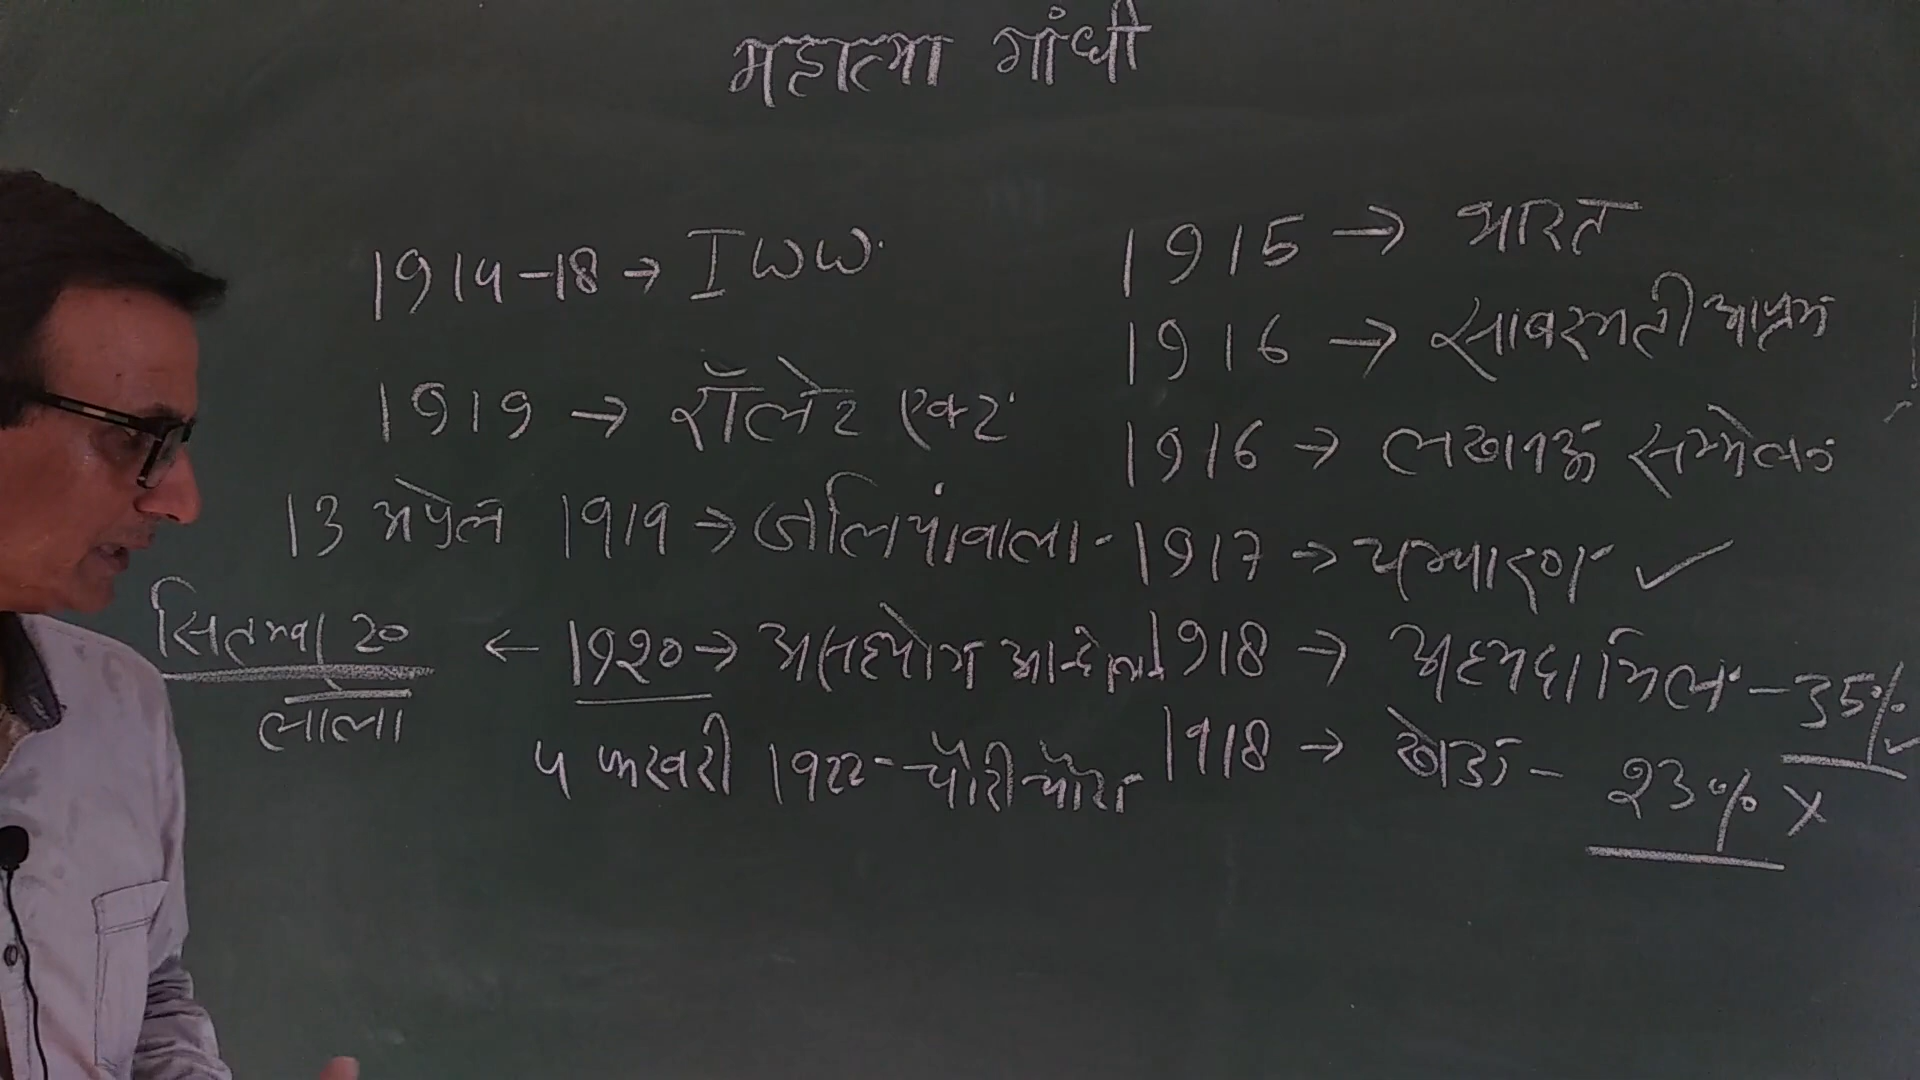 महात्मा गांधी
1914-18 → I WW.
1919 → रॉलेट एक्ट
13 अप्रेल 1919 → जलियांवाला-
सितम्बर 20 ← 1920 → असहयोग आन्दोलन
लाला
5 फरवरी 1922 - चौरी चौरा
1915 → भारत
1916 → साबरमती आश्रम
1916 → लखनऊ सम्मेलन
1917 → चम्पारण ✓
1918 → अहमदा मिल - 35% ✓
1918 → खेडा - 23% X